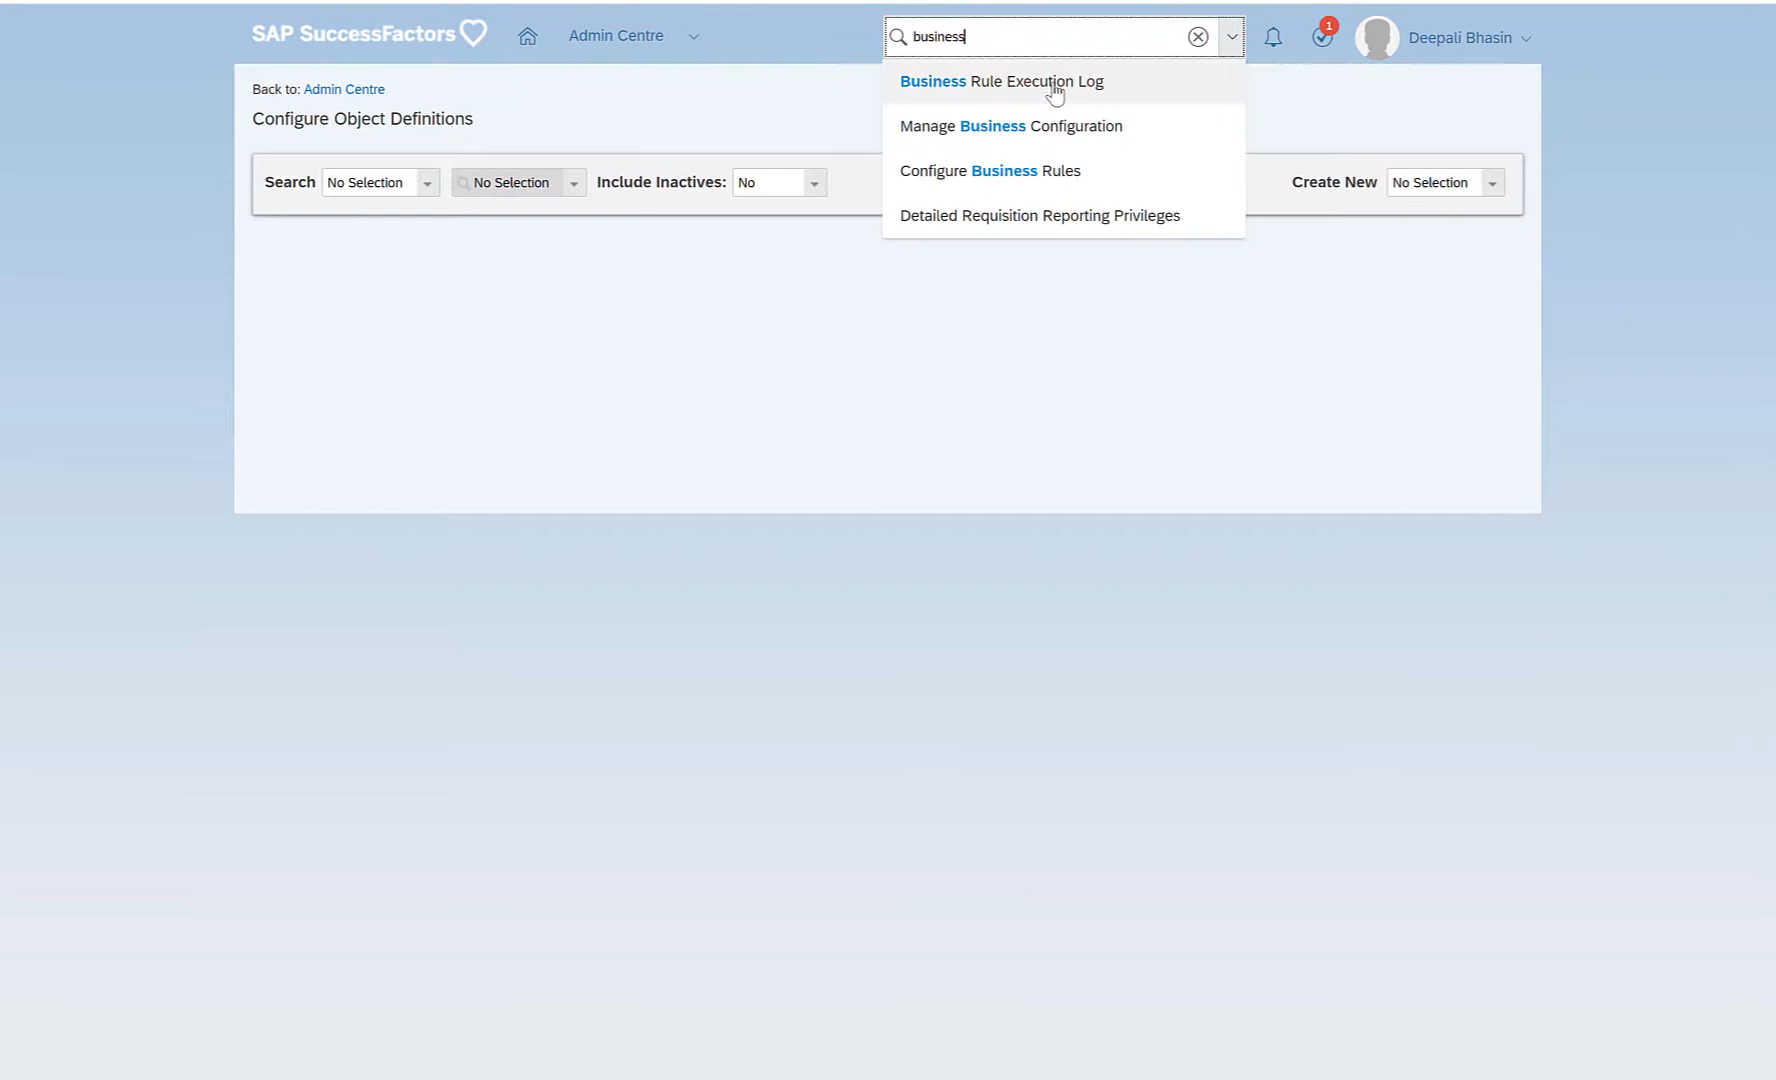 SAP SuccessFactors
Admin Centre
business
1
Deepali Bhasin
Business Rule Execution Log
Manage Business Configuration
Configure Business Rules
Detailed Requisition Reporting Privileges
Back to: Admin Centre
Configure Object Definitions
Search No Selection No Selection Include Inactives: No Create New No Selection